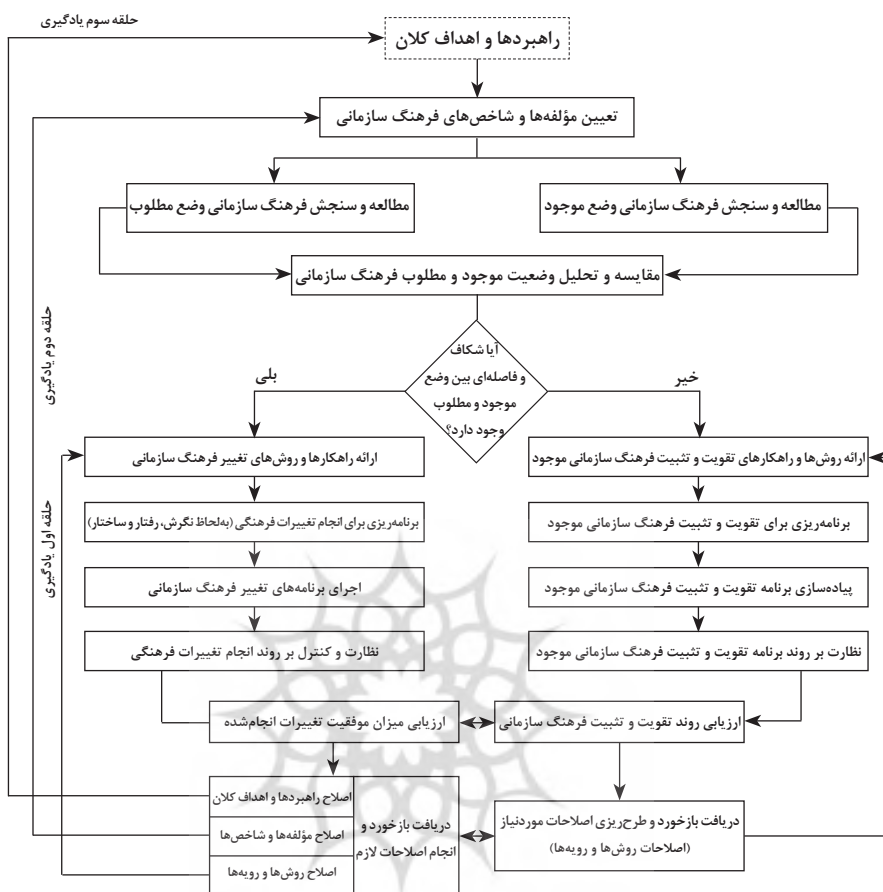 حلقه سوم یادگیری
راهبردها و اهداف کلان
تعیین مؤلفه‌ها و شاخص‌های فرهنگ سازمانی
مطالعه و سنجش فرهنگ سازمانی وضع موجود
مطالعه و سنجش فرهنگ سازمانی وضع مطلوب
مقایسه و تحلیل وضعیت موجود و مطلوب فرهنگ سازمانی
حلقه دوم یادگیری
آیا شکاف
و فاصله‌ای بین وضع
موجود و مطلوب
وجود دارد؟
خیر
بلی
ارائه روش‌ها و راهکارهای تقویت و تثبیت فرهنگ سازمانی موجود
برنامه‌ریزی برای تقویت و تثبیت فرهنگ سازمانی موجود
پیاده‌سازی برنامه تقویت و تثبیت فرهنگ سازمانی موجود
نظارت بر روند برنامه تقویت و تثبیت فرهنگ سازمانی موجود
ارزیابی روند تقویت و تثبیت فرهنگ سازمانی
دریافت بازخورد و طرح‌ریزی اصلاحات موردنیاز
(اصلاحات روش‌ها و رویه‌ها)
ارائه راهکارها و روش‌های تغییر فرهنگ سازمانی
برنامه‌ریزی برای انجام تغییرات فرهنگی (به‌لحاظ نگرش، رفتار و ساختار)
اجرای برنامه‌های تغییر فرهنگ سازمانی
نظارت و کنترل بر روند انجام تغییرات فرهنگی
حلقه اول یادگیری
ارزیابی میزان موفقیت تغییرات انجام‌شده
دریافت بازخورد و
انجام اصلاحات لازم
اصلاح راهبردها و اهداف کلان
اصلاح مؤلفه‌ها و شاخص‌ها
اصلاح روش‌ها و رویه‌ها